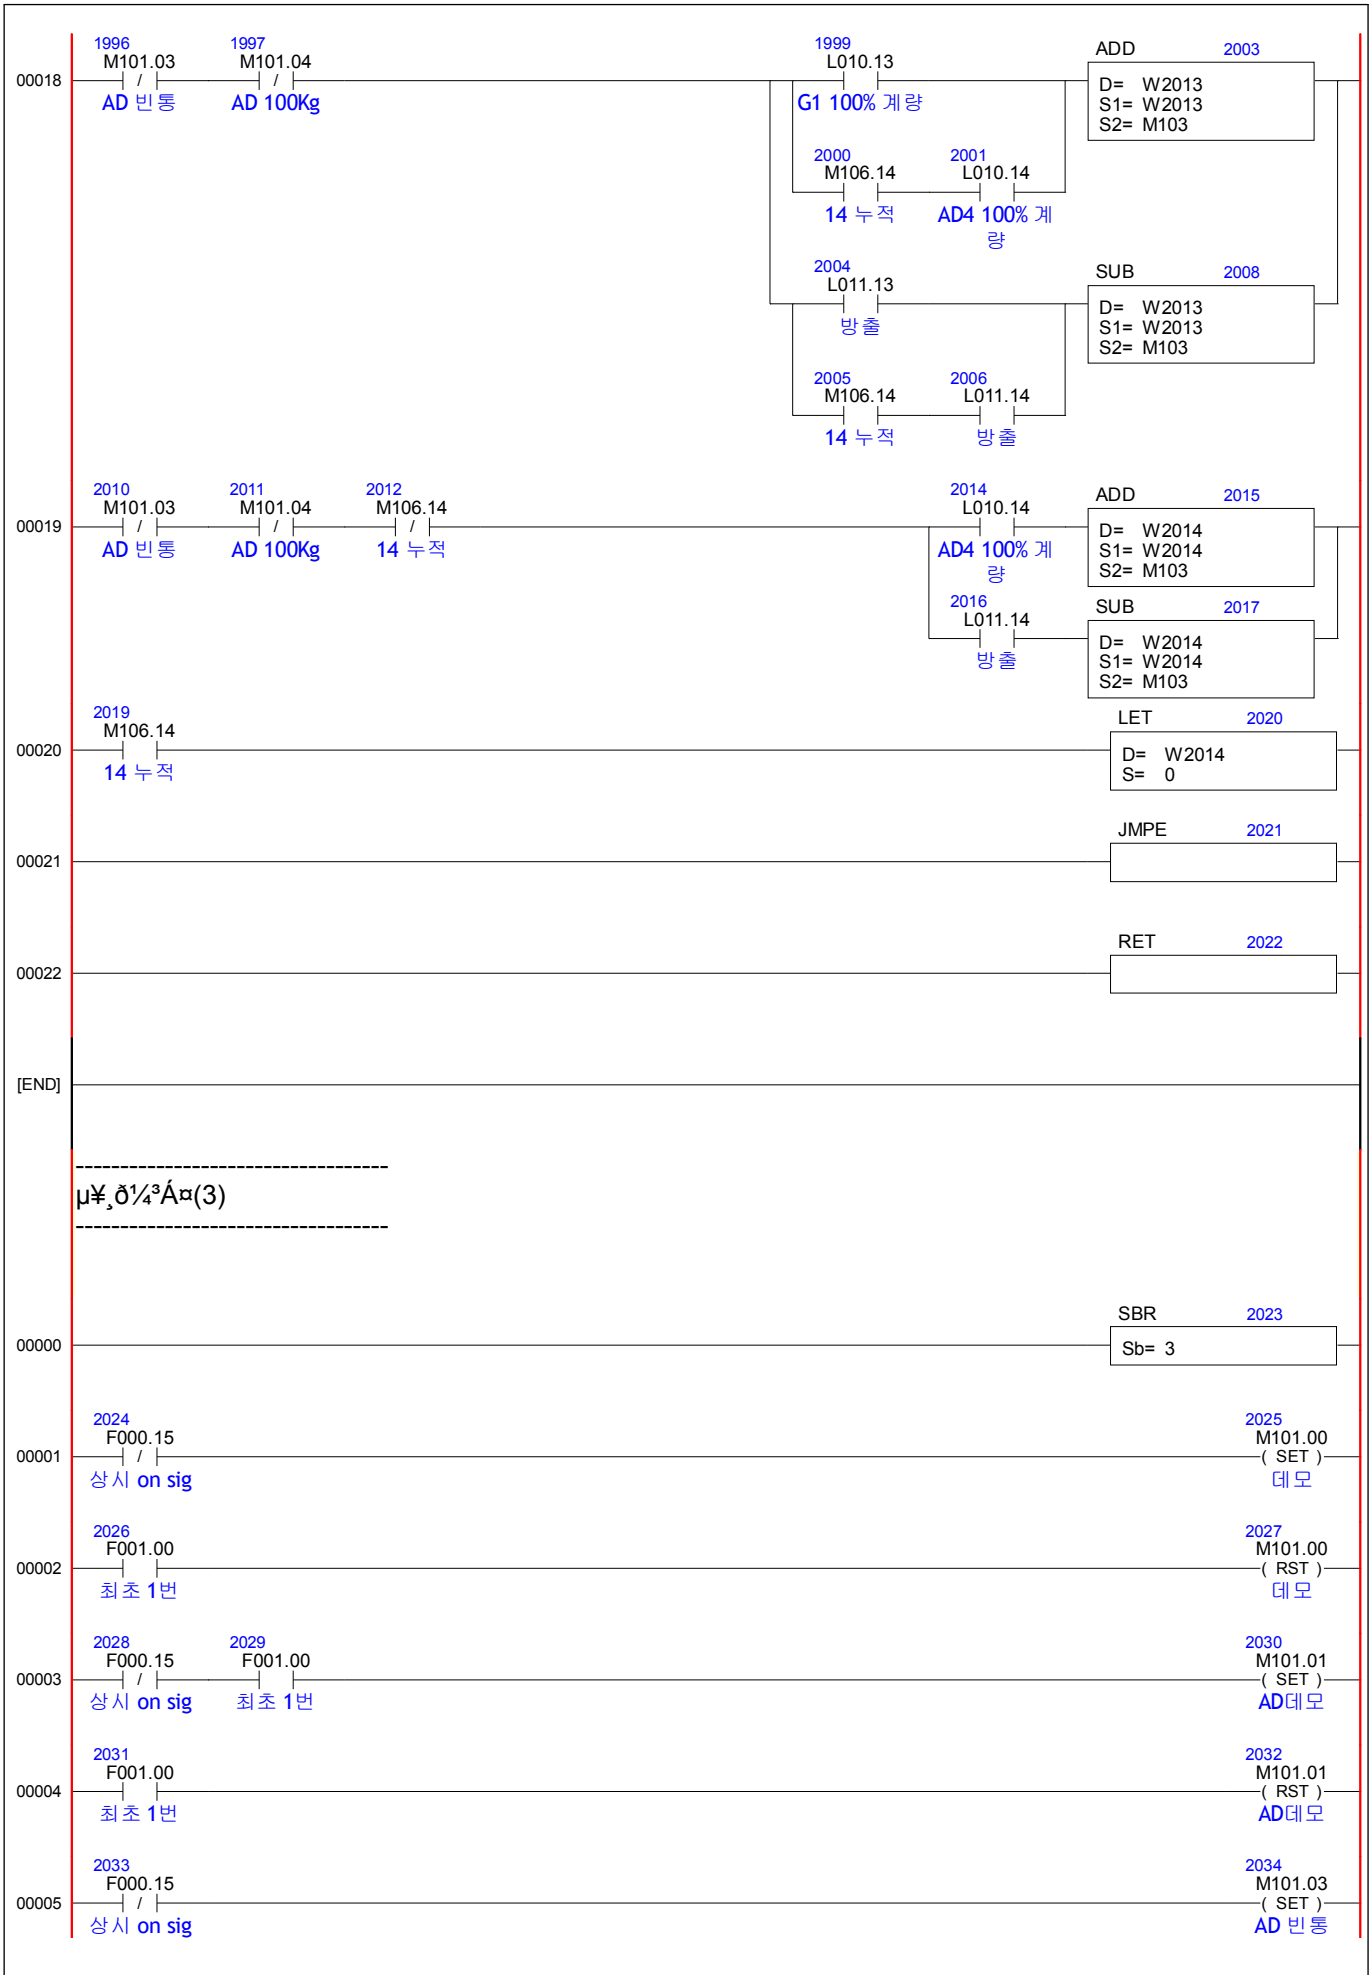 1996 1997 1999
M101.03 M101.04 L010.13 ADD 2003
00018 / / D= W2013
AD 빈통 AD 100Kg G1 100% 계량 S1= W2013
S2= M103
2000 2001
M106.14 L010.14
14 누적 AD4 100% 계
량
2004
L011.13 SUB 2008
방출 D= W2013
S1= W2013
S2= M103
2005 2006
M106.14 L011.14
14 누적 방출
2010 2011 2012 2014
M101.03 M101.04 M106.14 L010.14 ADD 2015
00019 / / / D= W2014
AD 빈통 AD 100Kg 14 누적 AD4 100% 계 S1= W2014
량 S2= M103
2016
L011.14 SUB 2017
방출 D= W2014
S1= W2014
S2= M103
2019
M106.14 LET 2020
00020 D= W2014
14 누적 S= 0
JMPE 2021
00021
RET 2022
00022
[END]
-----------------------------------
µ¥¸ð¼³Á¤(3)
-----------------------------------
SBR 2023
00000 Sb= 3
2024 2025
F000.15 M101.00
00001 / ( SET )
상시 on sig 데모
2026 2027
F001.00 M101.00
00002 ( RST )
최초 1번 데모
2028 2029 2030
F000.15 F001.00 M101.01
00003 / ( SET )
상시 on sig 최초 1번 AD데모
2031 2032
F001.00 M101.01
00004 ( RST )
최초 1번 AD데모
2033 2034
F000.15 M101.03
00005 / ( SET )
상시 on sig AD 빈통